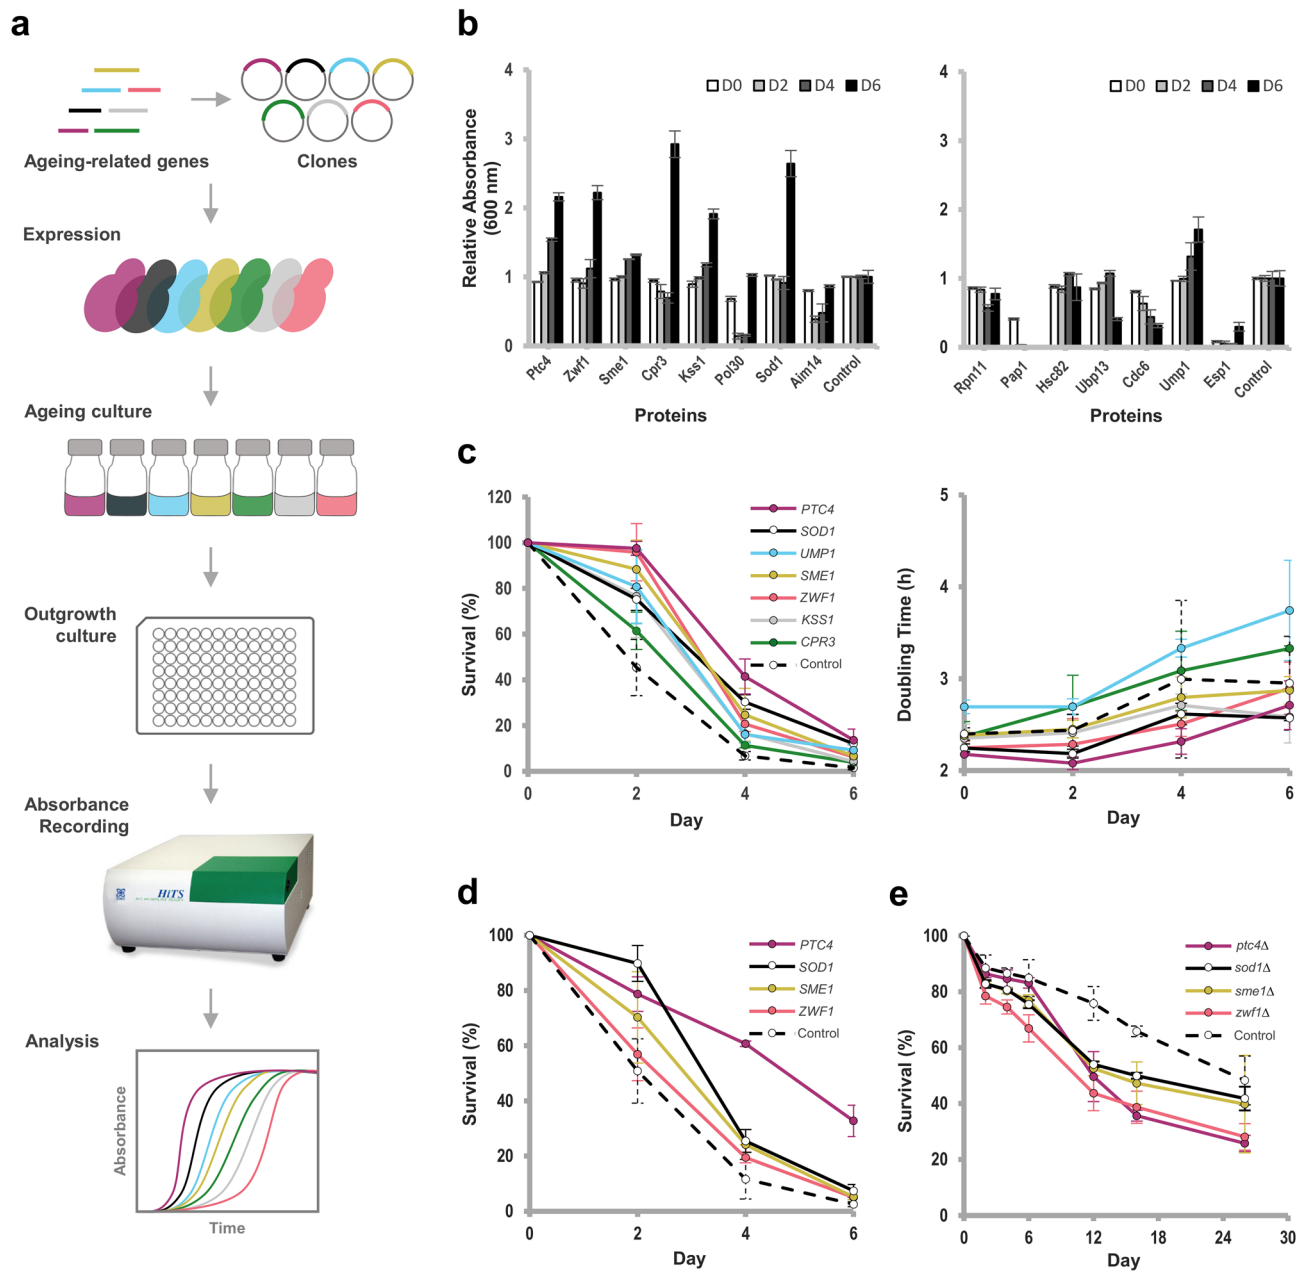 a
Ageing-related genes
Clones
Expression
Ageing culture
Outgrowth
culture
Absorbance
Recording
HiTS
Analysis
Absorbance
Time
b
Relative Absorbance
(600 nm)
4
3
2
1
0
D0 D2 D4 D6
Ptc4 Zwf1 Sme1 Cpr3 Kss1 Pol30 Sod1 Aim14 Control
Proteins
4
3
2
1
0
D0 D2 D4 D6
Rpn11 Pap1 Hsc82 Ubp13 Cdc6 Ump1 Esp1 Control
Proteins
c
Survival (%)
120
100
80
60
40
20
0
PTC4
SOD1
UMP1
SME1
ZWF1
KSS1
CPR3
Control
0 2 4 6
Day
Doubling Time (h)
5
4
3
2
0 2 4 6
Day
d
Survival (%)
100
80
60
40
20
0
PTC4
SOD1
SME1
ZWF1
Control
0 2 4 6
Day
e
Survival (%)
100
80
60
40
20
0
ptc4Δ
sod1Δ
sme1Δ
zwf1Δ
Control
0 6 12 18 24 30
Day